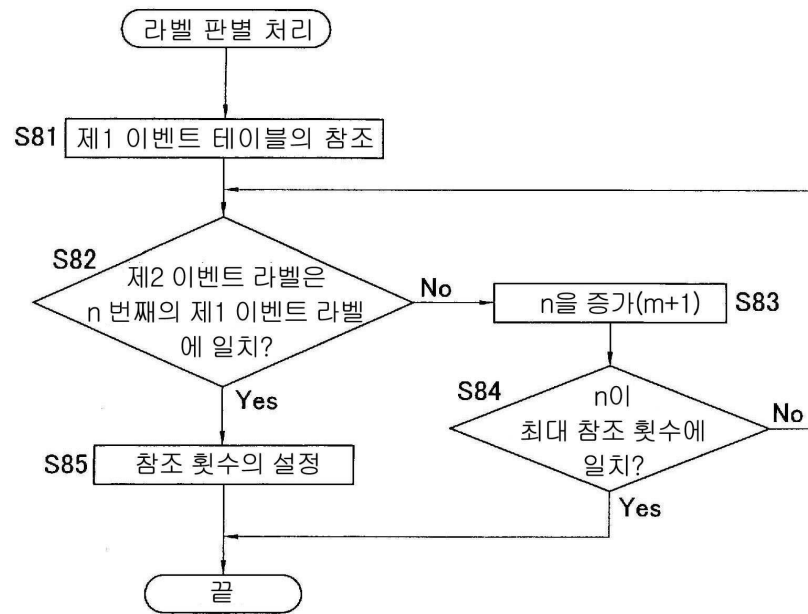 라벨 판별 처리
S81
제1 이벤트 테이블의 참조
S82
제2 이벤트 라벨은
n 번째의 제1 이벤트 라벨
에 일치?
No
n을 증가(m+1)
S83
Yes
S84
n이
최대 참조 횟수에
일치?
No
S85
참조 횟수의 설정
Yes
끝